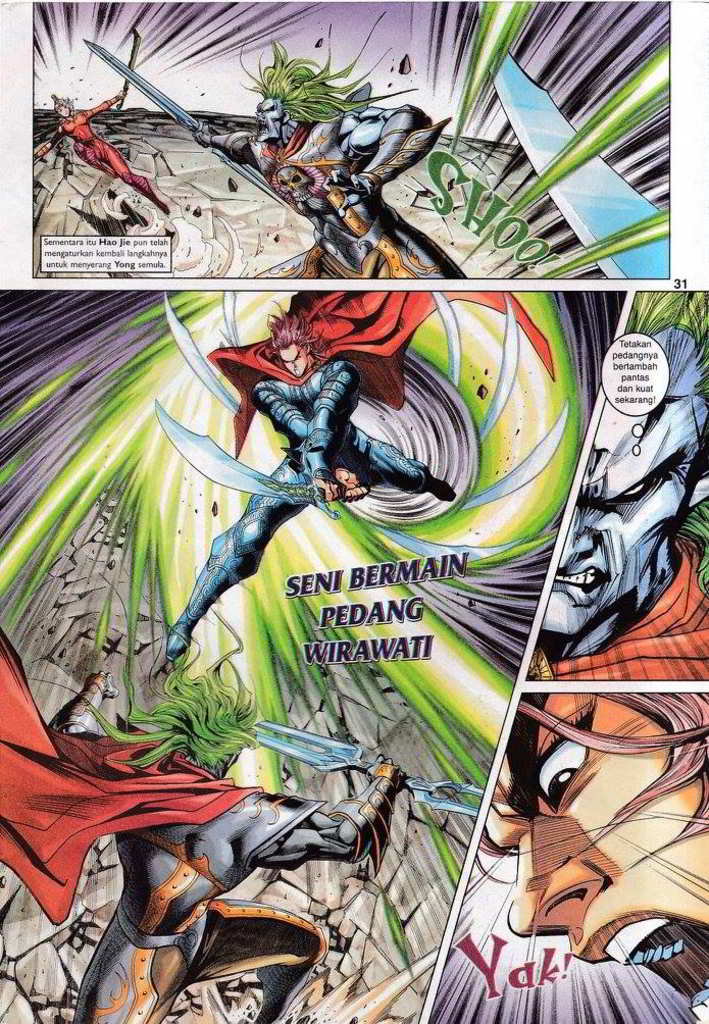 SHOO!
Sementara itu Hao Jie pun telah
mengaturkan kembali langkahnya
untuk menyerang Yong semula.
31
Tetakan
pedangnya
bertambah
pantas
dan kuat
sekarang!
SENI BERMAIN
PEDANG
WIRAWATI
Yak!